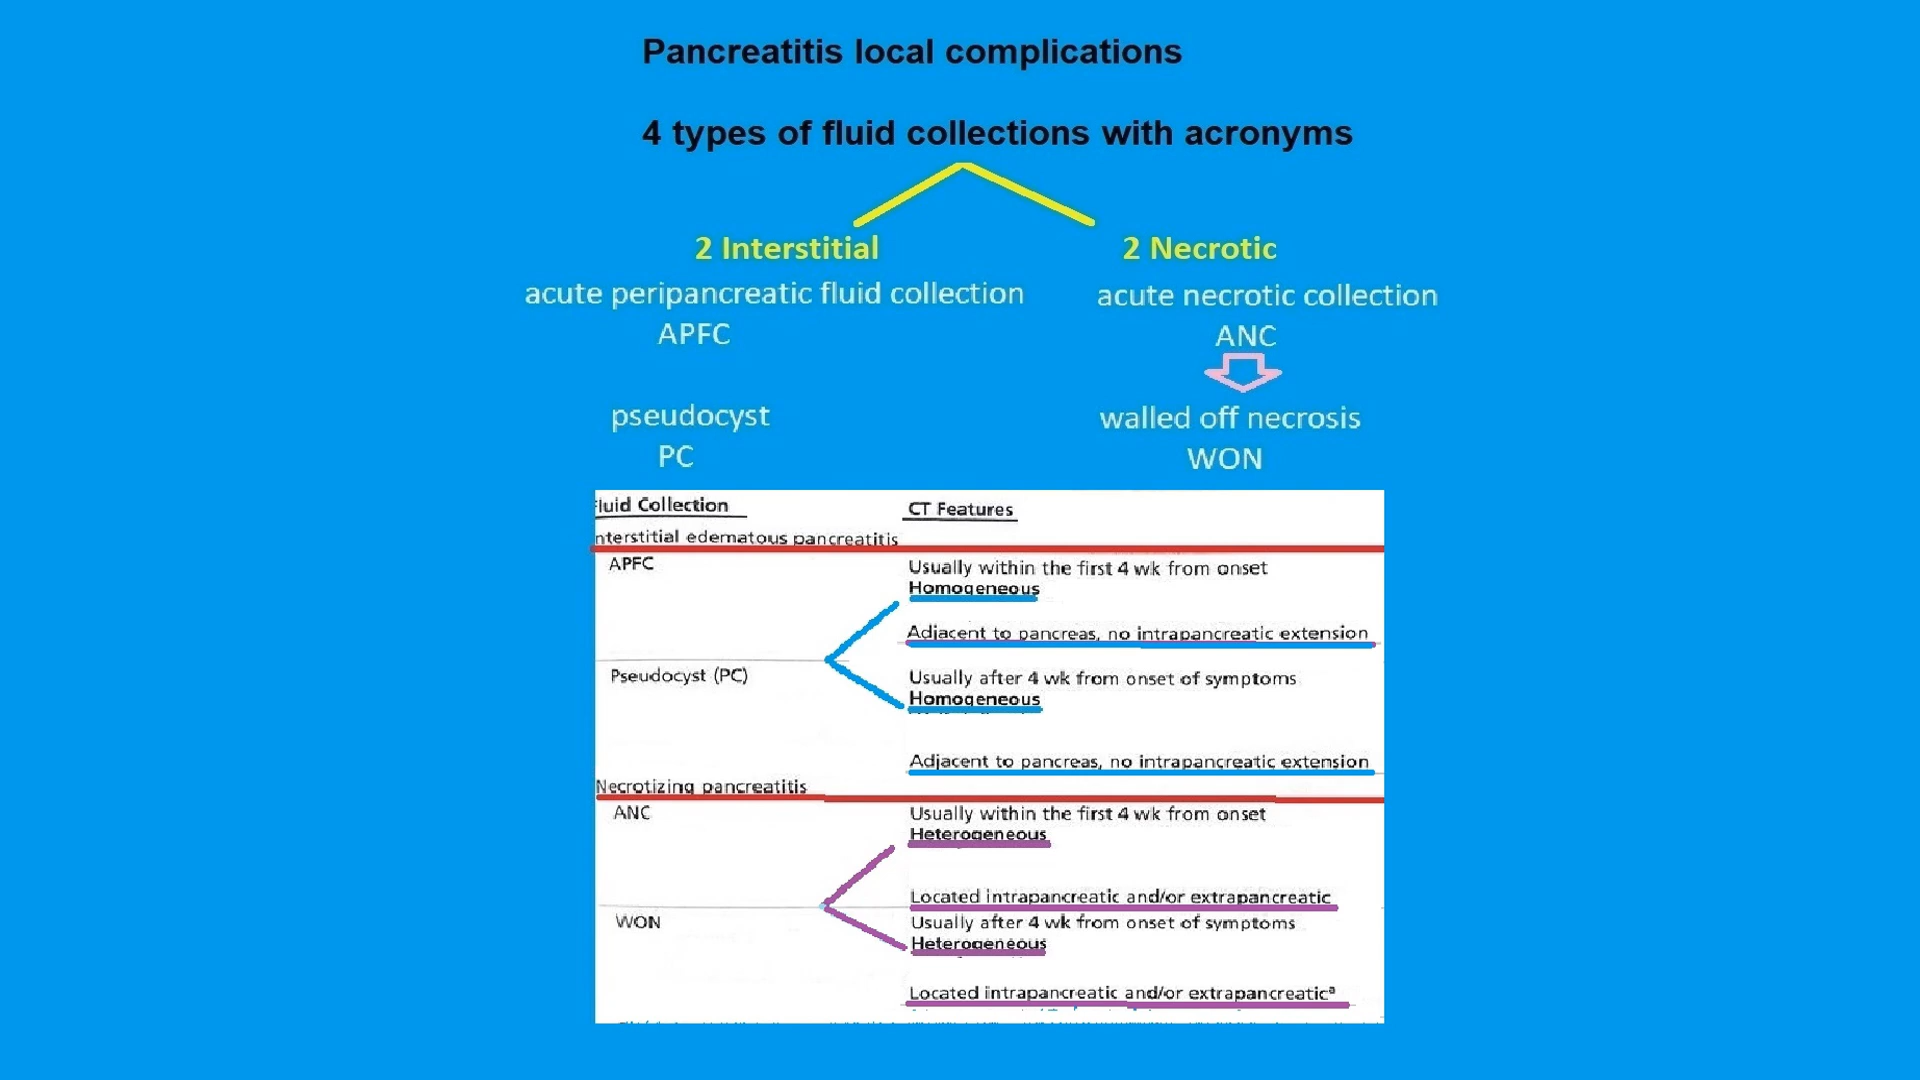 Pancreatitis local complications
4 types of fluid collections with acronyms
2 Interstitial
acute peripancreatic fluid collection
APFC
pseudocyst
PC
2 Necrotic
acute necrotic collection
ANC
walled off necrosis
WON
luid Collection
CT Features
nterstitial edematous pancreatitis
APFC
Usually within the first 4 wk from onset
Homogeneous
Adjacent to pancreas, no intrapancreatic extension
Pseudocyst (PC)
Usually after 4 wk from onset of symptoms
Homogeneous
Adjacent to pancreas, no intrapancreatic extension
Necrotizing pancreatitis
ANC
Usually within the first 4 wk from onset
Heterogeneous
Located intrapancreatic and/or extrapancreatic
WON
Usually after 4 wk from onset of symptoms
Heterogeneous
Located intrapancreatic and/or extrapancreaticª